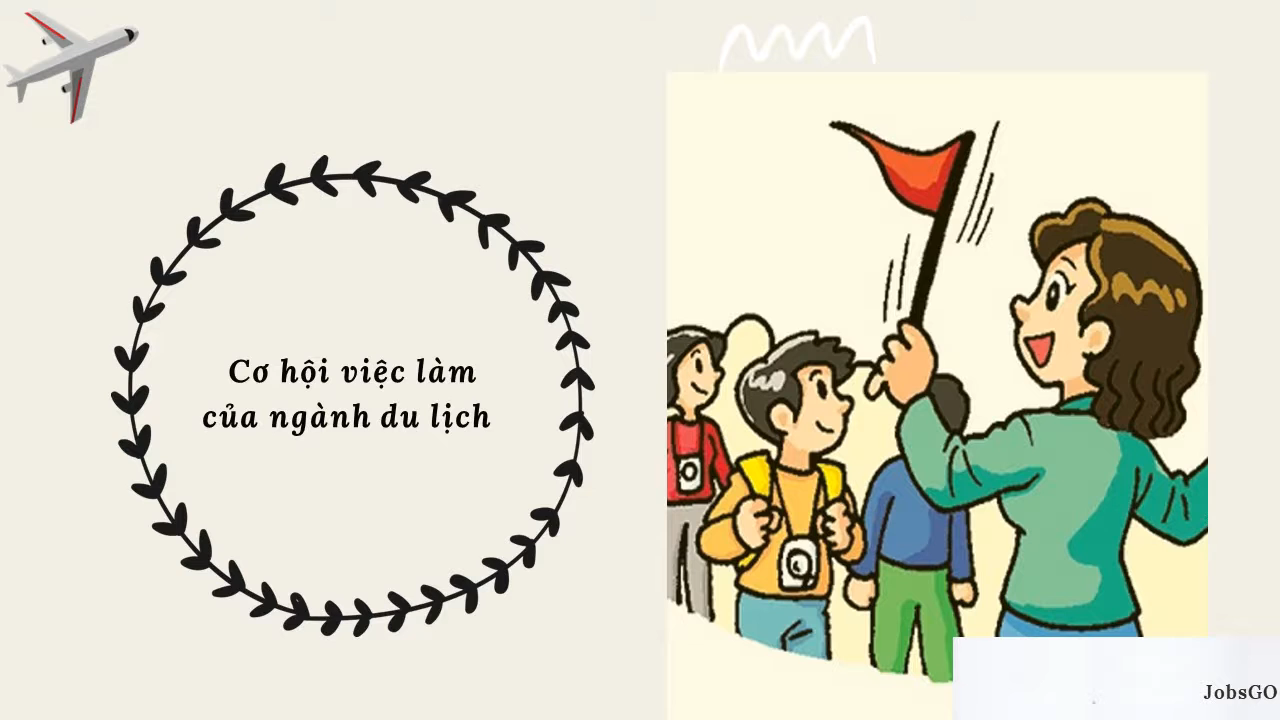 Cơ hội việc làm
của ngành du lịch
JobsGO